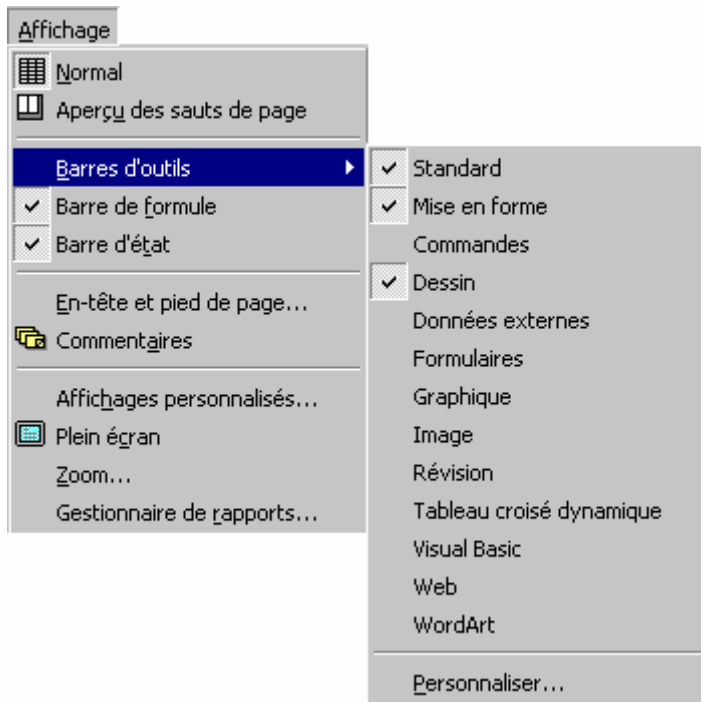 Affichage
Normal
Aperçu des sauts de page
Barres d'outils
Barre de formule
Barre d'état
En-tête et pied de page...
Commentaires
Affichages personnalisés...
Plein écran
Zoom...
Gestionnaire de rapports...
Standard
Mise en forme
Commandes
Dessin
Données externes
Formulaires
Graphique
Image
Révision
Tableau croisé dynamique
Visual Basic
Web
WordArt
Personnaliser...